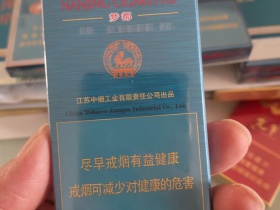 梦都
江苏中烟工业有限责任公司出品
China Tobacco Jiangsu Industrial Co., Ltd.
尽早戒烟有益健康
戒烟可减少对健康的危害